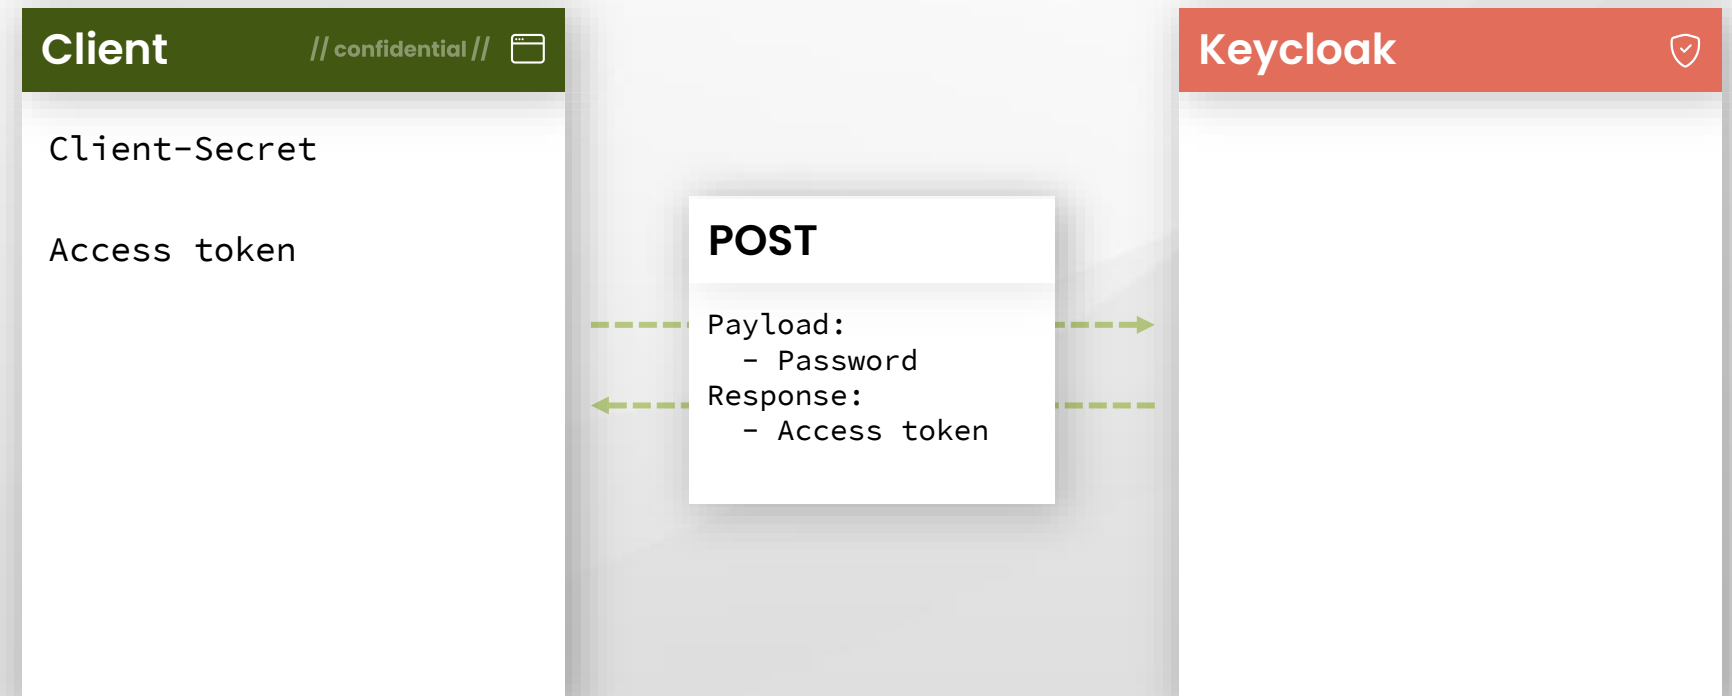 Client // confidential //
Client-Secret
Access token
POST
Payload:
- Password
Response:
- Access token
Keycloak